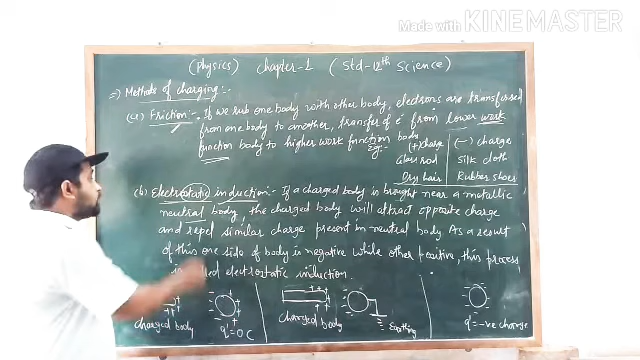 Made with KINEMASTER
(Physics) Chapter-1 (Std-12th Science)
⇒ Methods of charging :-
(a) Friction :- If we rub one body with other body, electrons are transferred
from one body to another, transfer of e⁻ from lower work
function body to higher work function body
Eg:- (+) charge (-) charge
Glass rod Silk cloth
Dry hair Rubber shoes
(b) Electrostatic induction :- If a charged body is brought near a metallic
neutral body, the charged body will attract opposite charge
and repel similar charge present in neutral body. As a result
of this one side of body is negative while other positive, this process
electrostatic induction.
Charged body q=0 C Charged body Earthing q=-ve charge